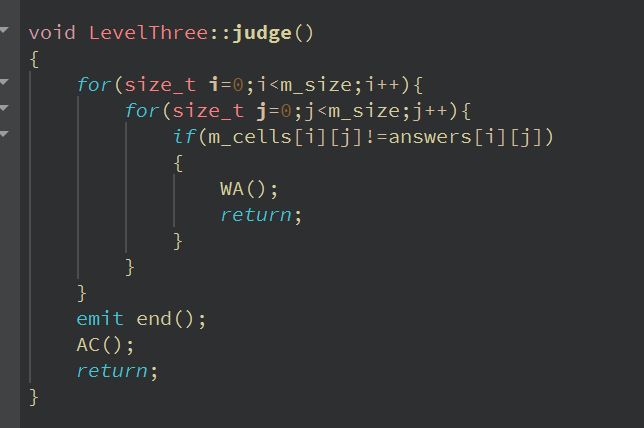 void LevelThree::judge()
{
    for(size_t i=0;i<m_size;i++){
        for(size_t j=0;j<m_size;j++){
            if(m_cells[i][j]!=answers[i][j])
            {
                WA();
                return;
            }
        }
    }
    emit end();
    AC();
    return;
}